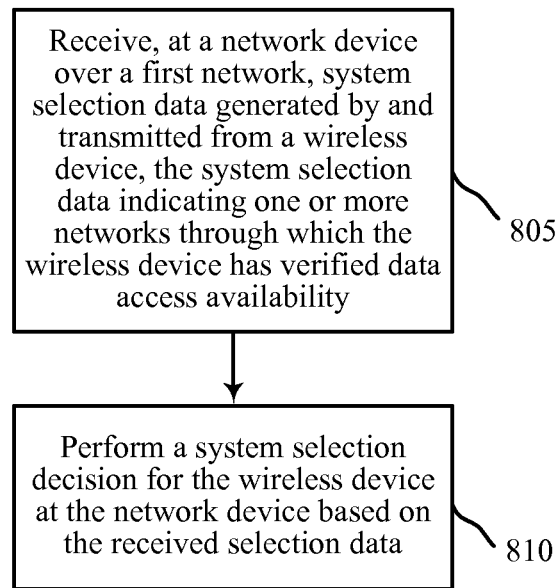 Receive, at a network device
over a first network, system
selection data generated by and
transmitted from a wireless
device, the system selection
data indicating one or more
networks through which the
wireless device has verified data
access availability
805
Perform a system selection
decision for the wireless device
at the network device based on
the received selection data
810